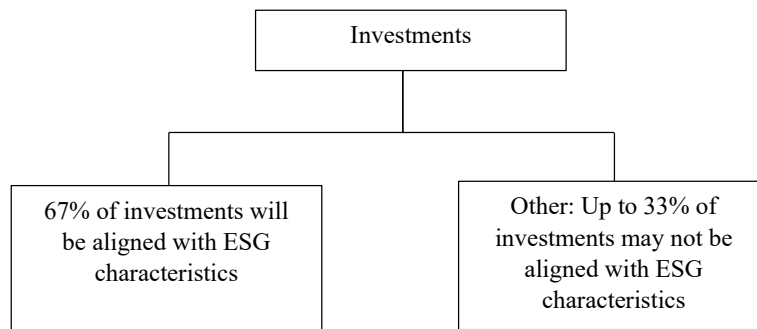 Investments
67% of investments will
be aligned with ESG
characteristics
Other: Up to 33% of
investments may not be
aligned with ESG
characteristics